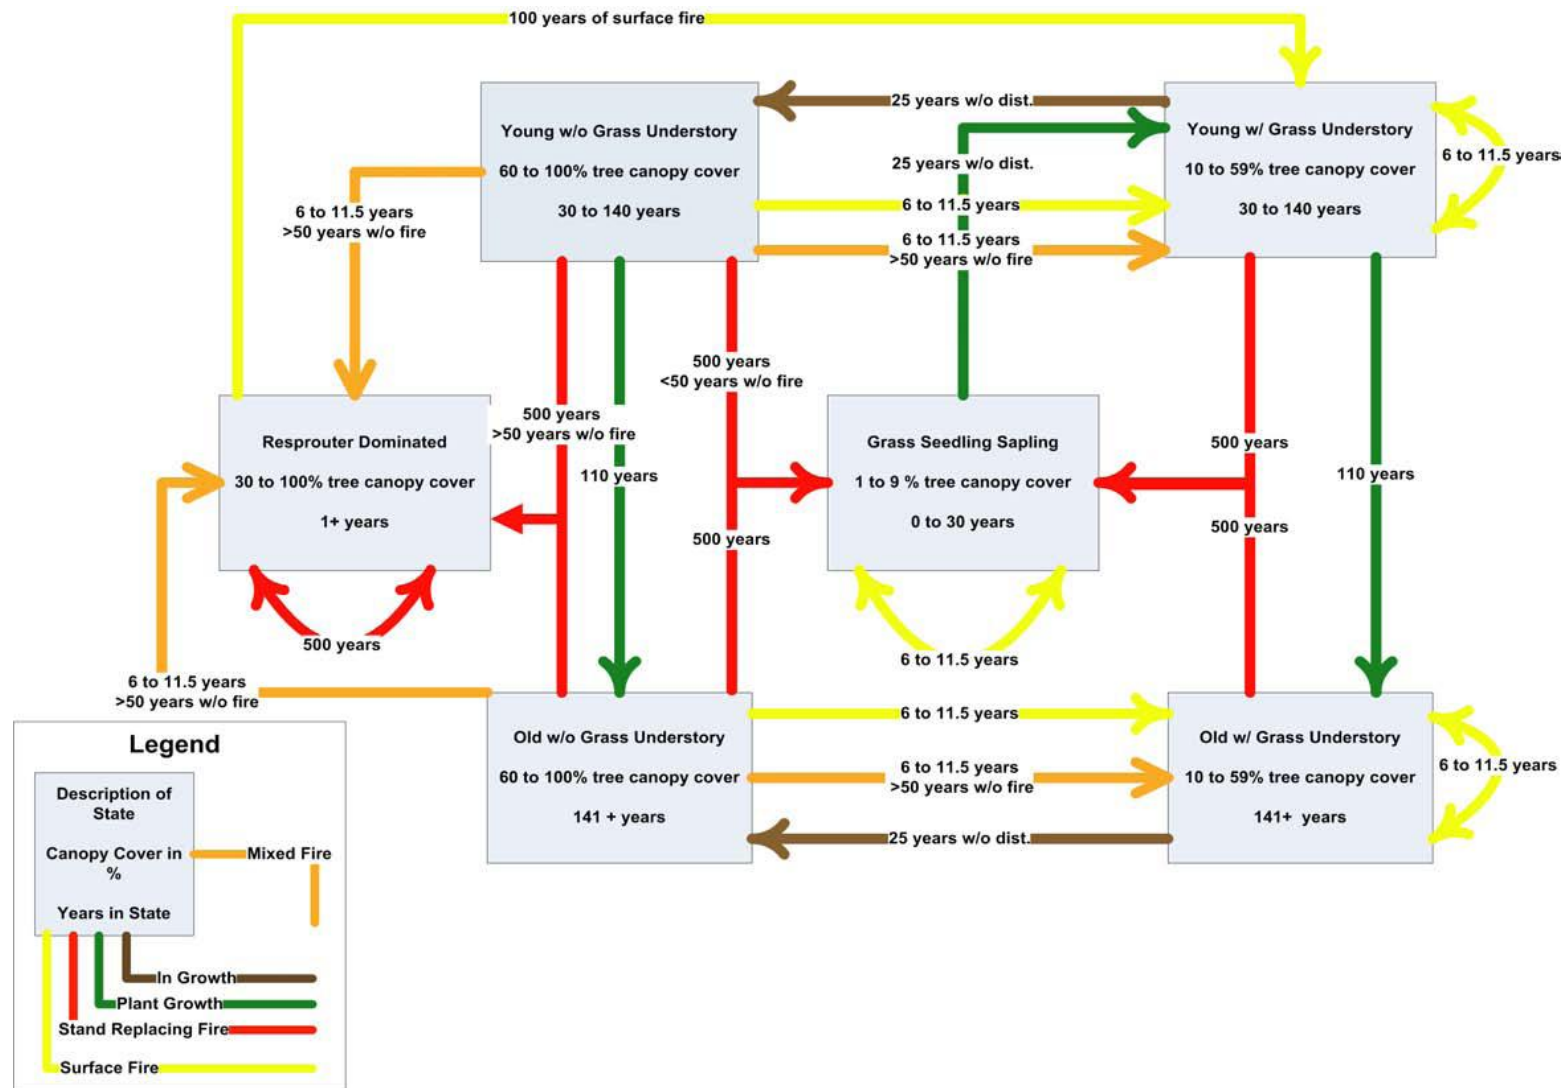 100 years of surface fire
Young w/o Grass Understory
60 to 100% tree canopy cover
30 to 140 years
25 years w/o dist.
25 years w/o dist.
Young w/ Grass Understory
10 to 59% tree canopy cover
30 to 140 years
6 to 11.5 years
6 to 11.5 years
>50 years w/o fire
6 to 11.5 years
6 to 11.5 years
>50 years w/o fire
500 years
<50 years w/o fire
500 years
>50 years w/o fire
Resprouter Dominated
30 to 100% tree canopy cover
1+ years
110 years
Grass Seedling Sapling
1 to 9 % tree canopy cover
0 to 30 years
500 years
110 years
500 years
500 years
500 years
6 to 11.5 years
6 to 11.5 years
>50 years w/o fire
Old w/o Grass Understory
60 to 100% tree canopy cover
141 + years
6 to 11.5 years
6 to 11.5 years
>50 years w/o fire
25 years w/o dist.
Old w/ Grass Understory
10 to 59% tree canopy cover
141+ years
6 to 11.5 years
Legend
Description of
State
Canopy Cover in
%
Years in State
Mixed Fire
In Growth
Plant Growth
Stand Replacing Fire
Surface Fire